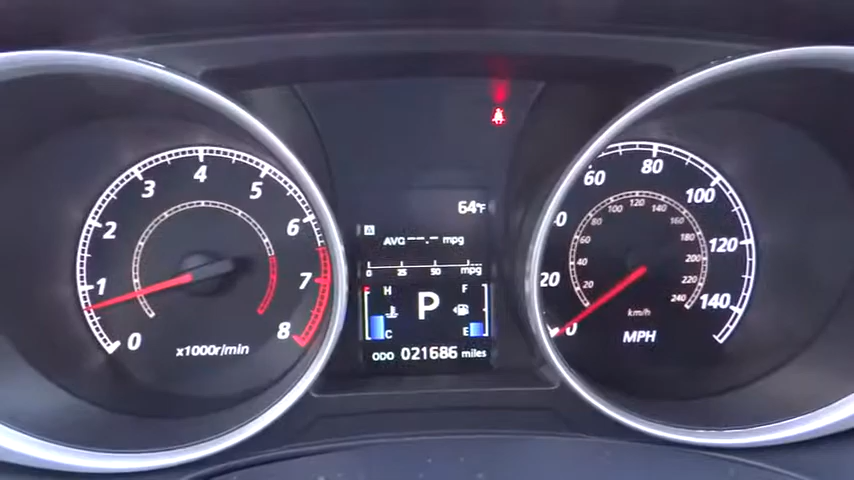 0 1 2 3 4 5 6 7 8
x1000r/min
64°F
A
AVG --.- mpg
0 25 50 mpg
H C
P
F E
ODO 021686 miles
0 20 60 80 100 120 140
20 40 60 80 100 120 140 160 180 200 220 240
km/h
MPH